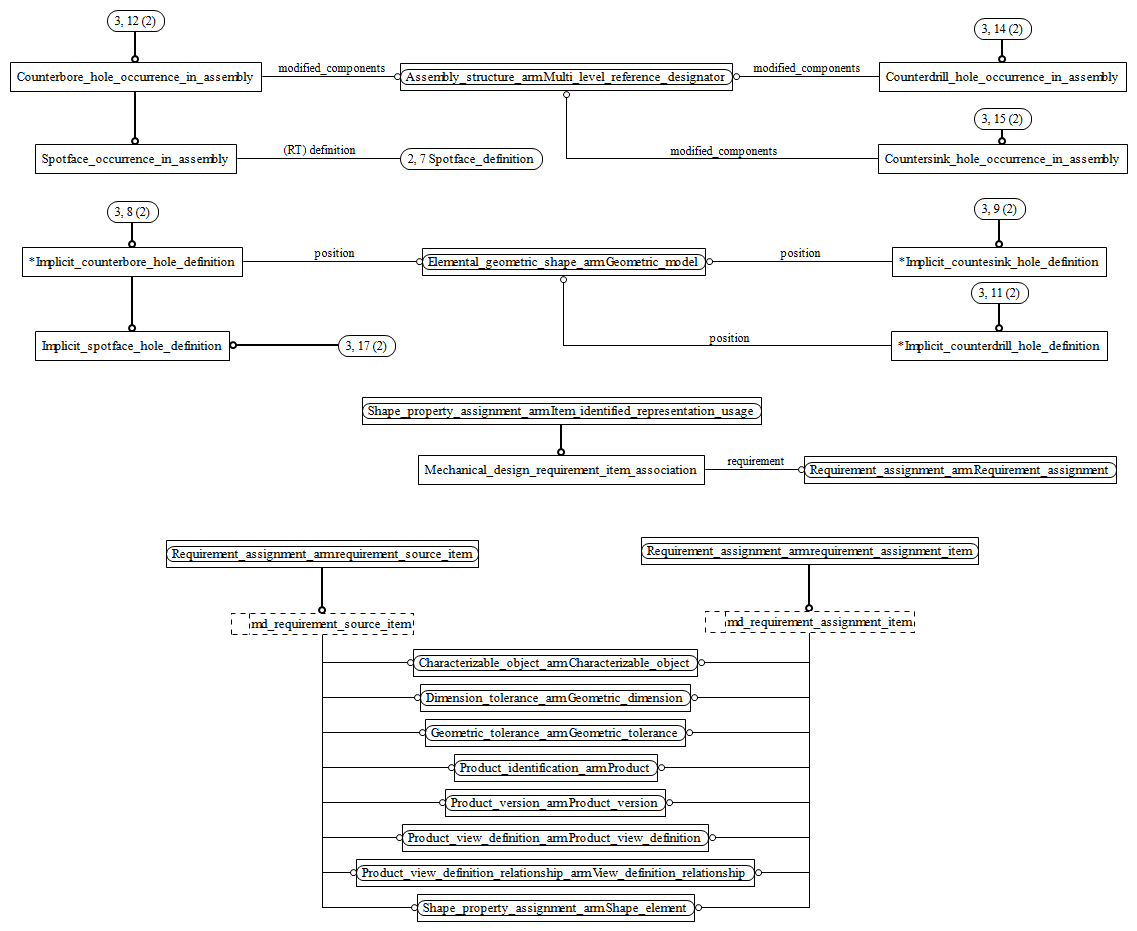 3, 12 (2)
3, 14 (2)
Counterbore_hole_occurrence_in_assembly
modified_components
Assembly_structure_arm.Multi_level_reference_designator
modified_components
Counterdrill_hole_occurrence_in_assembly
3, 15 (2)
Spotface_occurrence_in_assembly
(RT) definition
2, 7 Spotface_definition
modified_components
Countersink_hole_occurrence_in_assembly
3, 8 (2)
3, 9 (2)
*Implicit_counterbore_hole_definition
position
Elemental_geometric_shape_arm.Geometric_model
position
*Implicit_countesink_hole_definition
3, 11 (2)
Implicit_spotface_hole_definition
3, 17 (2)
position
*Implicit_counterdrill_hole_definition
Shape_property_assignment_arm.Item_identified_representation_usage
Mechanical_design_requirement_item_association
requirement
Requirement_assignment_arm.Requirement_assignment
Requirement_assignment_arm.requirement_source_item
Requirement_assignment_arm.requirement_assignment_item
md_requirement_source_item
md_requirement_assignment_item
Characterizable_object_arm.Characterizable_object
Dimension_tolerance_arm.Geometric_dimension
Geometric_tolerance_arm.Geometric_tolerance
Product_identification_arm.Product
Product_version_arm.Product_version
Product_view_definition_arm.Product_view_definition
Product_view_definition_relationship_arm.View_definition_relationship
Shape_property_assignment_arm.Shape_element